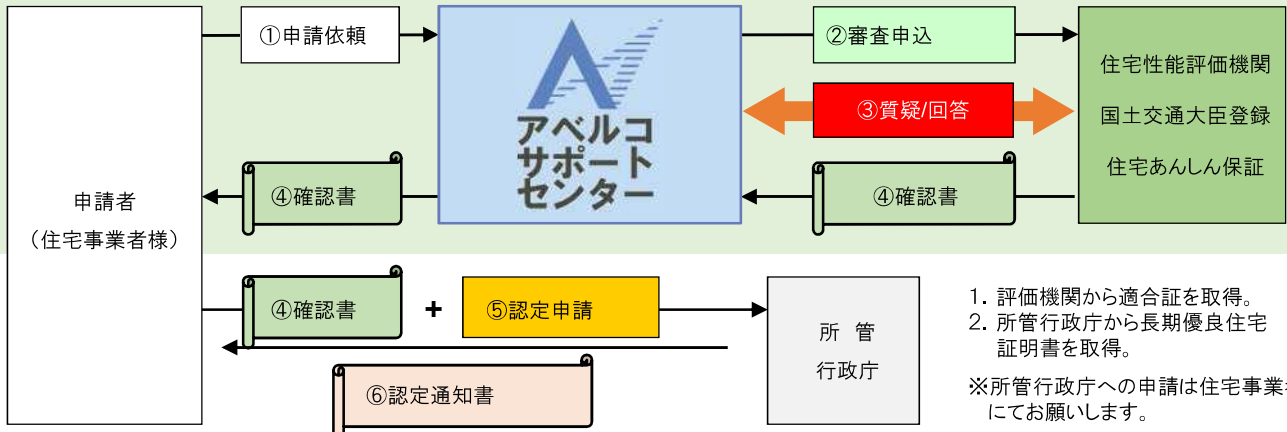 ①申請依頼
②審査申込
③質疑/回答
アベルコ
サポート
センター
住宅性能評価機関
国土交通大臣登録
住宅あんしん保証
④確認書
④確認書
申請者
（住宅事業者様）
④確認書
+
⑤認定申請
⑥認定通知書
所 管
行政庁
1. 評価機関から適合証を取得。
2. 所管行政庁から長期優良住宅
証明書を取得。
※所管行政庁への申請は住宅事業
にてお願いします。